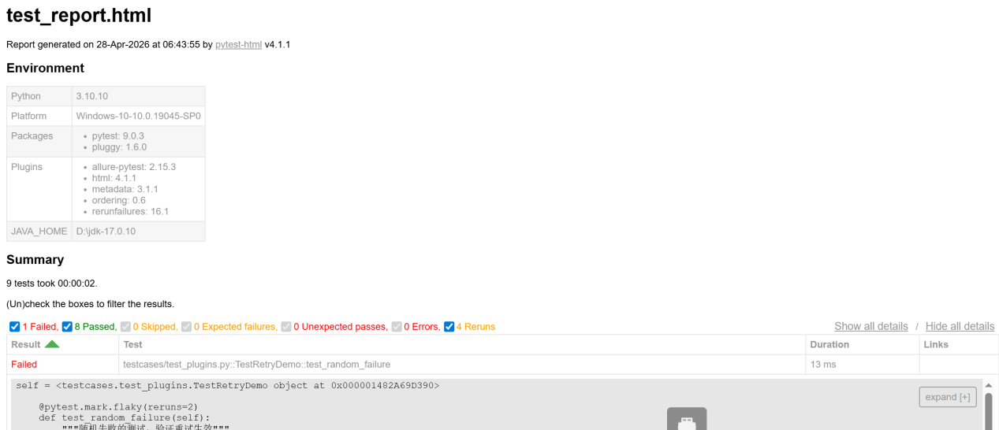 test_report.html
Report generated on 28-Apr-2026 at 06:43:55 by pytest-html v4.1.1
Environment
Python 3.10.10
Platform Windows-10-10.0.19045-SP0
Packages
pytest: 9.0.3
pluggy: 1.6.0
Plugins
allure-pytest: 2.15.3
html: 4.1.1
metadata: 3.1.1
ordering: 0.6
rerunfailures: 16.1
JAVA_HOME D:\jdk-17.0.10
Summary
9 tests took 00:00:02.
(Un)check the boxes to filter the results.
1 Failed, 8 Passed, 0 Skipped, 0 Expected failures, 0 Unexpected passes, 0 Errors, 4 Reruns Show all details / Hide all details
Result Test Duration Links
Failed testcases/test_plugins.py::TestRetryDemo::test_random_failure 13 ms
self = <testcases.test_plugins.TestRetryDemo object at 0x000001482A69D390>
expand [+]
@pytest.mark.flaky(reruns=2)
def test_random_failure(self):
"""随机失败的测试，验证重试生效"""